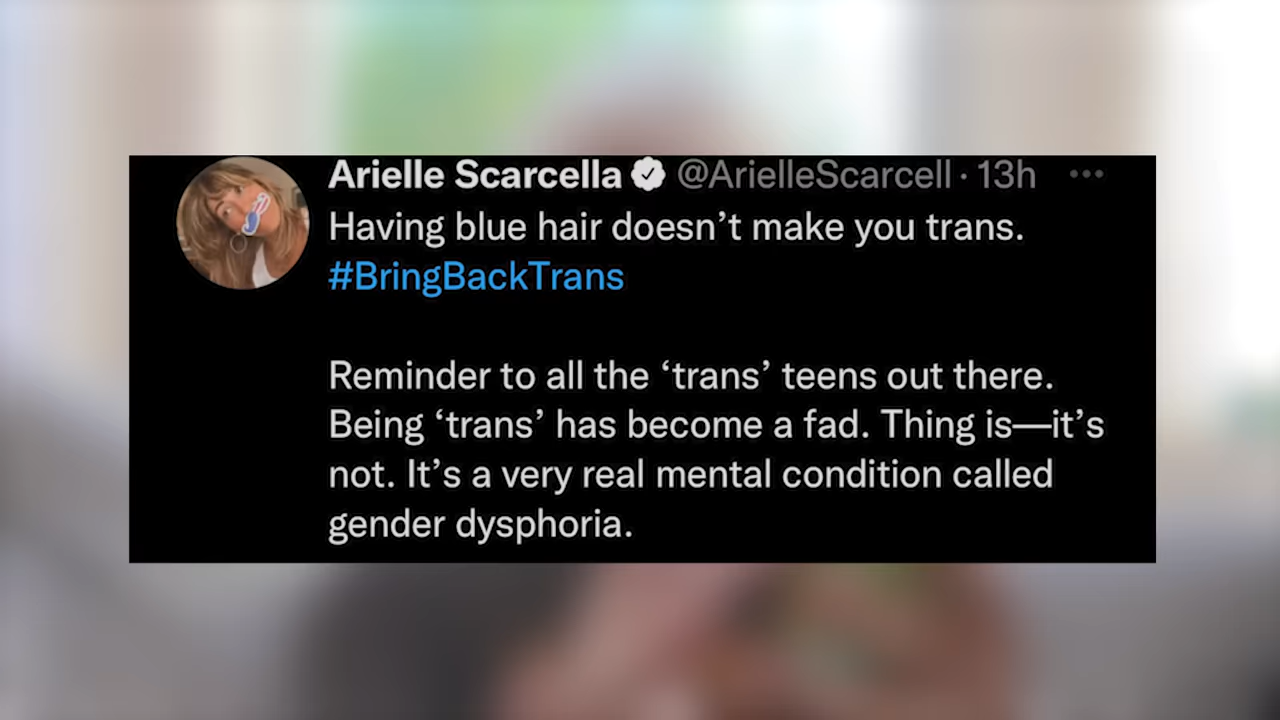 Arielle Scarcella @ArielleScarcell · 13h
Having blue hair doesn’t make you trans.
#BringBackTrans
Reminder to all the ‘trans’ teens out there.
Being ‘trans’ has become a fad. Thing is—it’s
not. It’s a very real mental condition called
gender dysphoria.